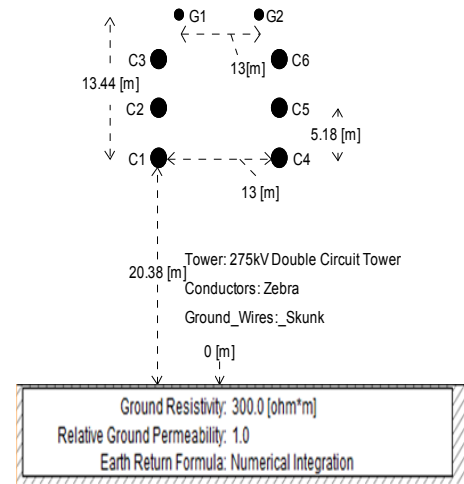 G1 G2
C3 C6
13[m]
13.44 [m]
C2 C5
5.18 [m]
C1 C4
13 [m]
20.38 [m]
Tower: 275kV Double Circuit Tower
Conductors: Zebra
Ground_Wires:_Skunk
0 [m]
Ground Resistivity: 300.0 [ohm*m]
Relative Ground Permeability: 1.0
Earth Return Formula: Numerical Integration